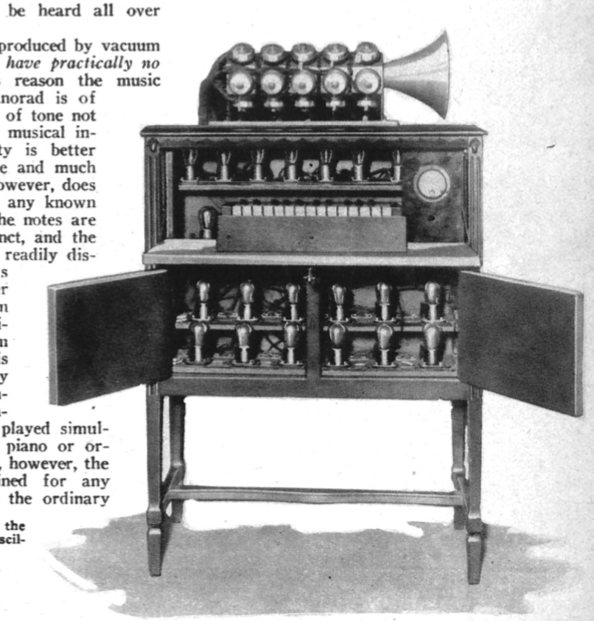 be heard all over
produced by vacuum
have practically no
reason the music
norad is of
of tone not
musical in-
ty is better
e and much
owever, does
any known
he notes are
nct, and the
readily dis-
s
r
n
i-
n
s
y
-
-
played simul-
piano or or-
, however, the
ined for any
the ordinary
the
scil-